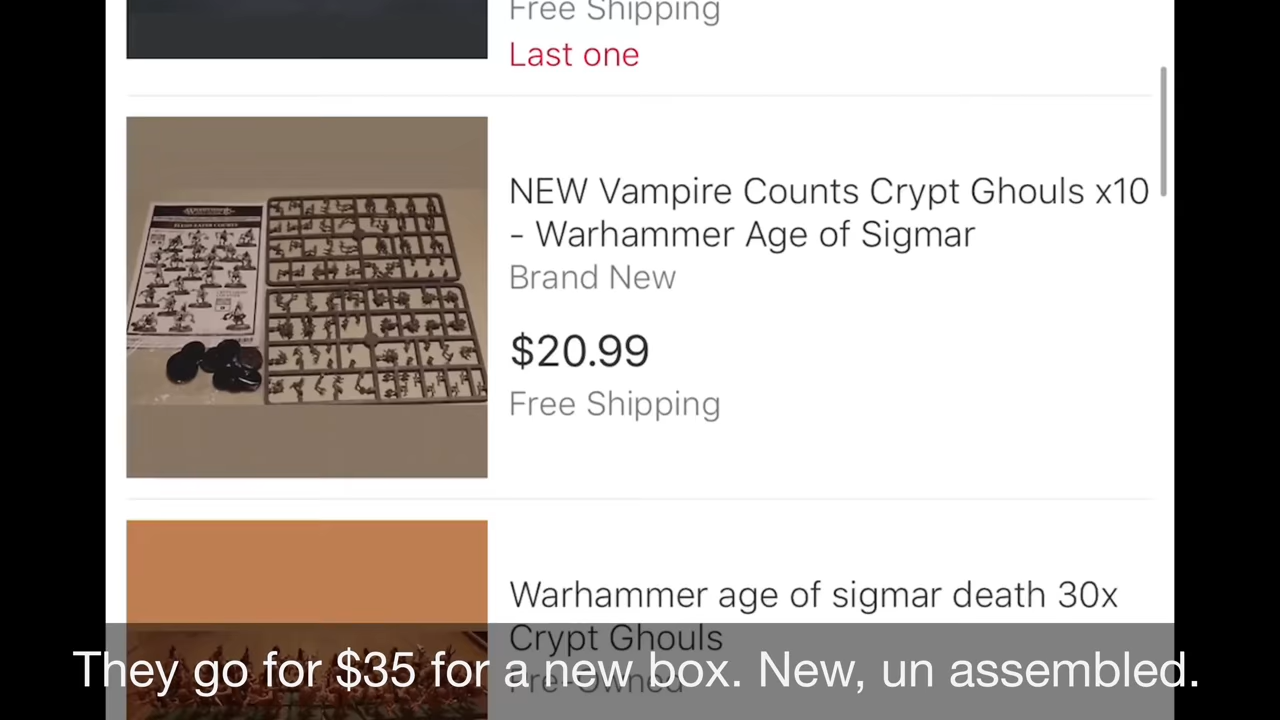 Free Shipping
Last one
NEW Vampire Counts Crypt Ghouls x10
- Warhammer Age of Sigmar
Brand New
$20.99
Free Shipping
Warhammer age of sigmar death 30x
Crypt Ghouls
Pre-Owned
They go for $35 for a new box. New, un assembled.